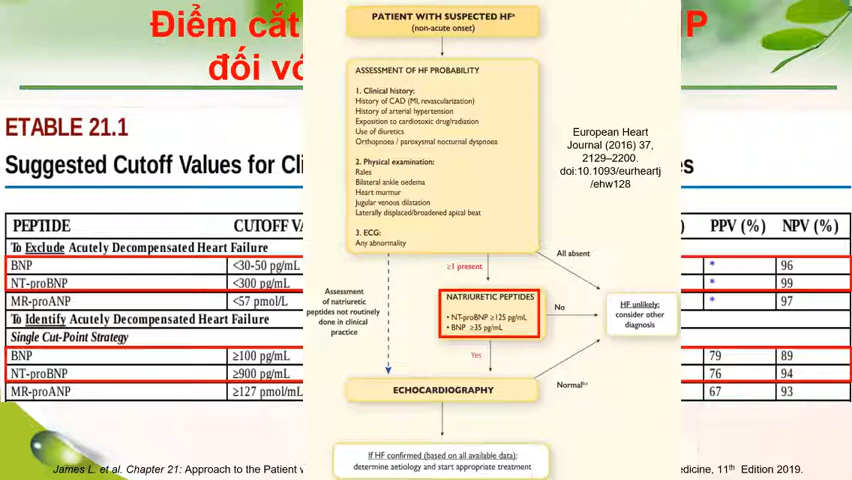 Điểm cắt
P
đối vớ
ETABLE 21.1
Suggested Cutoff Values for Cli
es
PEPTIDE
PPV (%)
NPV (%)
To Exclude Acutely Decompensated Heart Failure
BNP <30-50 pg/mL * 96
NT-proBNP <300 pg/mL * 99
MR-proANP <57 pmol/L * 97
To Identify Acutely Decompensated Heart Failure
Single Cut-Point Strategy
BNP ≥100 pg/mL 79 89
NT-proBNP ≥900 pg/mL 76 94
MR-proANP ≥127 pmol/mL 67 93
PATIENT WITH SUSPECTED HFᵃ
(non-acute onset)
ASSESSMENT OF HF PROBABILITY
1. Clinical history:
History of CAD (MI, revascularization)
History of arterial hypertension
Exposition to cardiotoxic drug/radiation
Use of diuretics
Orthopnoea / paroxysmal nocturnal dyspnoea
2. Physical examination:
Rales
Bilateral ankle oedema
Heart murmur
Jugular venous dilatation
Laterally displaced/broadened apical beat
3. ECG:
Any abnormality
European Heart
Journal (2016) 37,
2129–2200.
doi:10.1093/eurheartj
/ehw128
≥1 present
All absent
Assessment
of natriuretic
peptides not routinely
done in clinical
practice
NATRIURETIC PEPTIDES
• NT-proBNP ≥125 pg/mL
• BNP ≥35 pg/mL
No
HF unlikely:
consider other
diagnosis
Yes
Normalᵇ,ᶜ
ECHOCARDIOGRAPHY
If HF confirmed (based on all available data):
determine aetiology and start appropriate treatment
James L. et al. Chapter 21: Approach to the Patient
edicine, 11th Edition 2019.